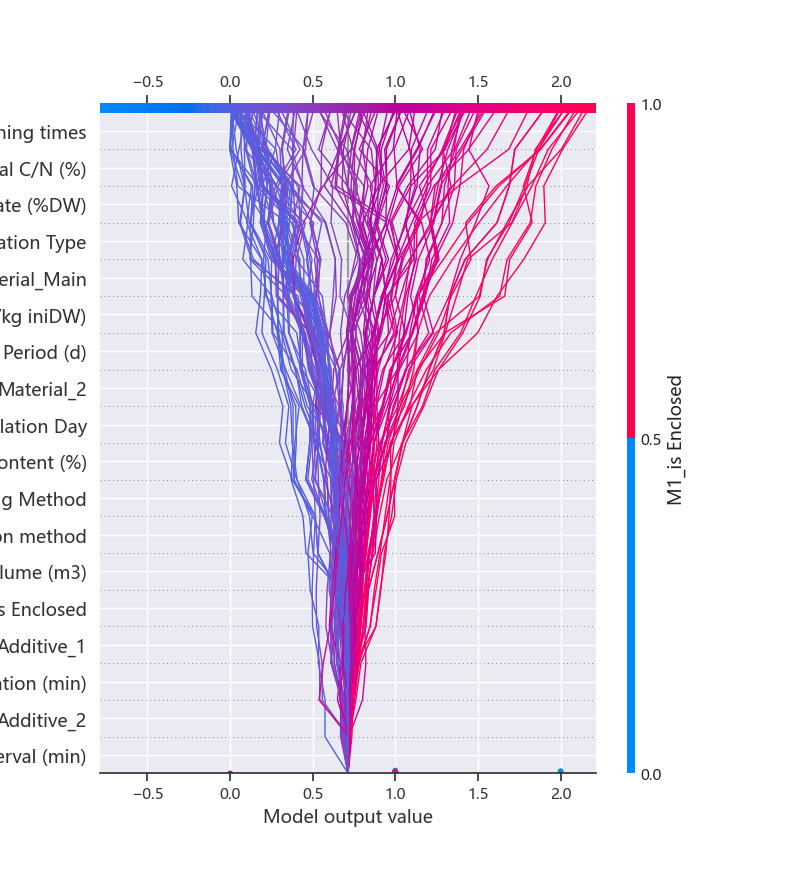 −0.5 0.0 0.5 1.0 1.5 2.0
1.0
ning times
al C/N (%)
ate (%DW)
ation Type
erial_Main
/kg iniDW)
Period (d)
Material_2
lation Day
0.5
M1_is Enclosed
ontent (%)
g Method
on method
lume (m3)
s Enclosed
Additive_1
ation (min)
Additive_2
erval (min)
0.0
−0.5 0.0 0.5 1.0 1.5 2.0
Model output value